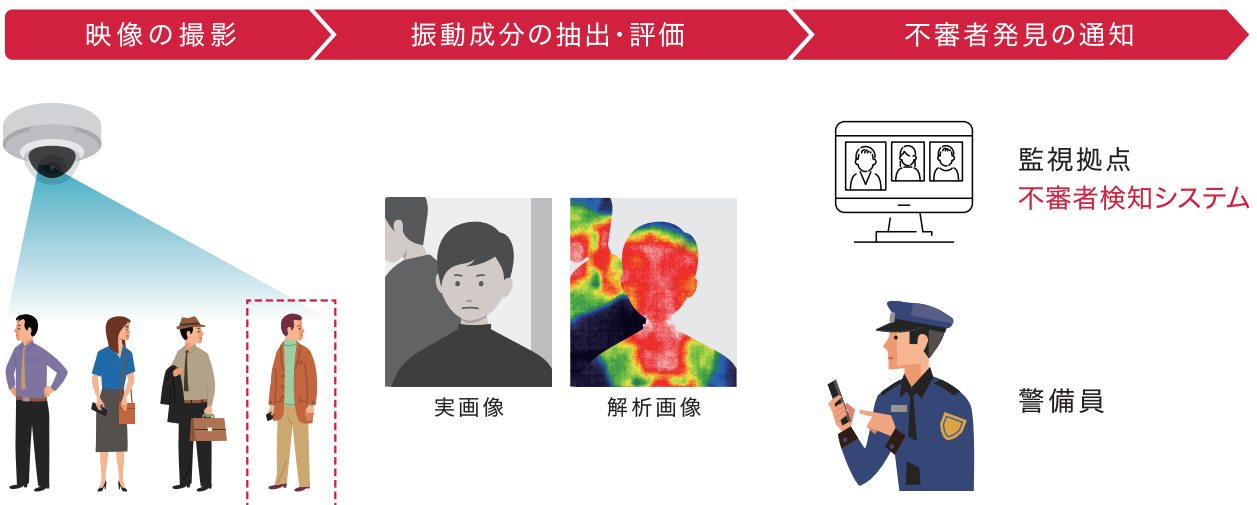 映像の撮影
振動成分の抽出・評価
不審者発見の通知
実画像
解析画像
監視拠点
不審者検知システム
警備員